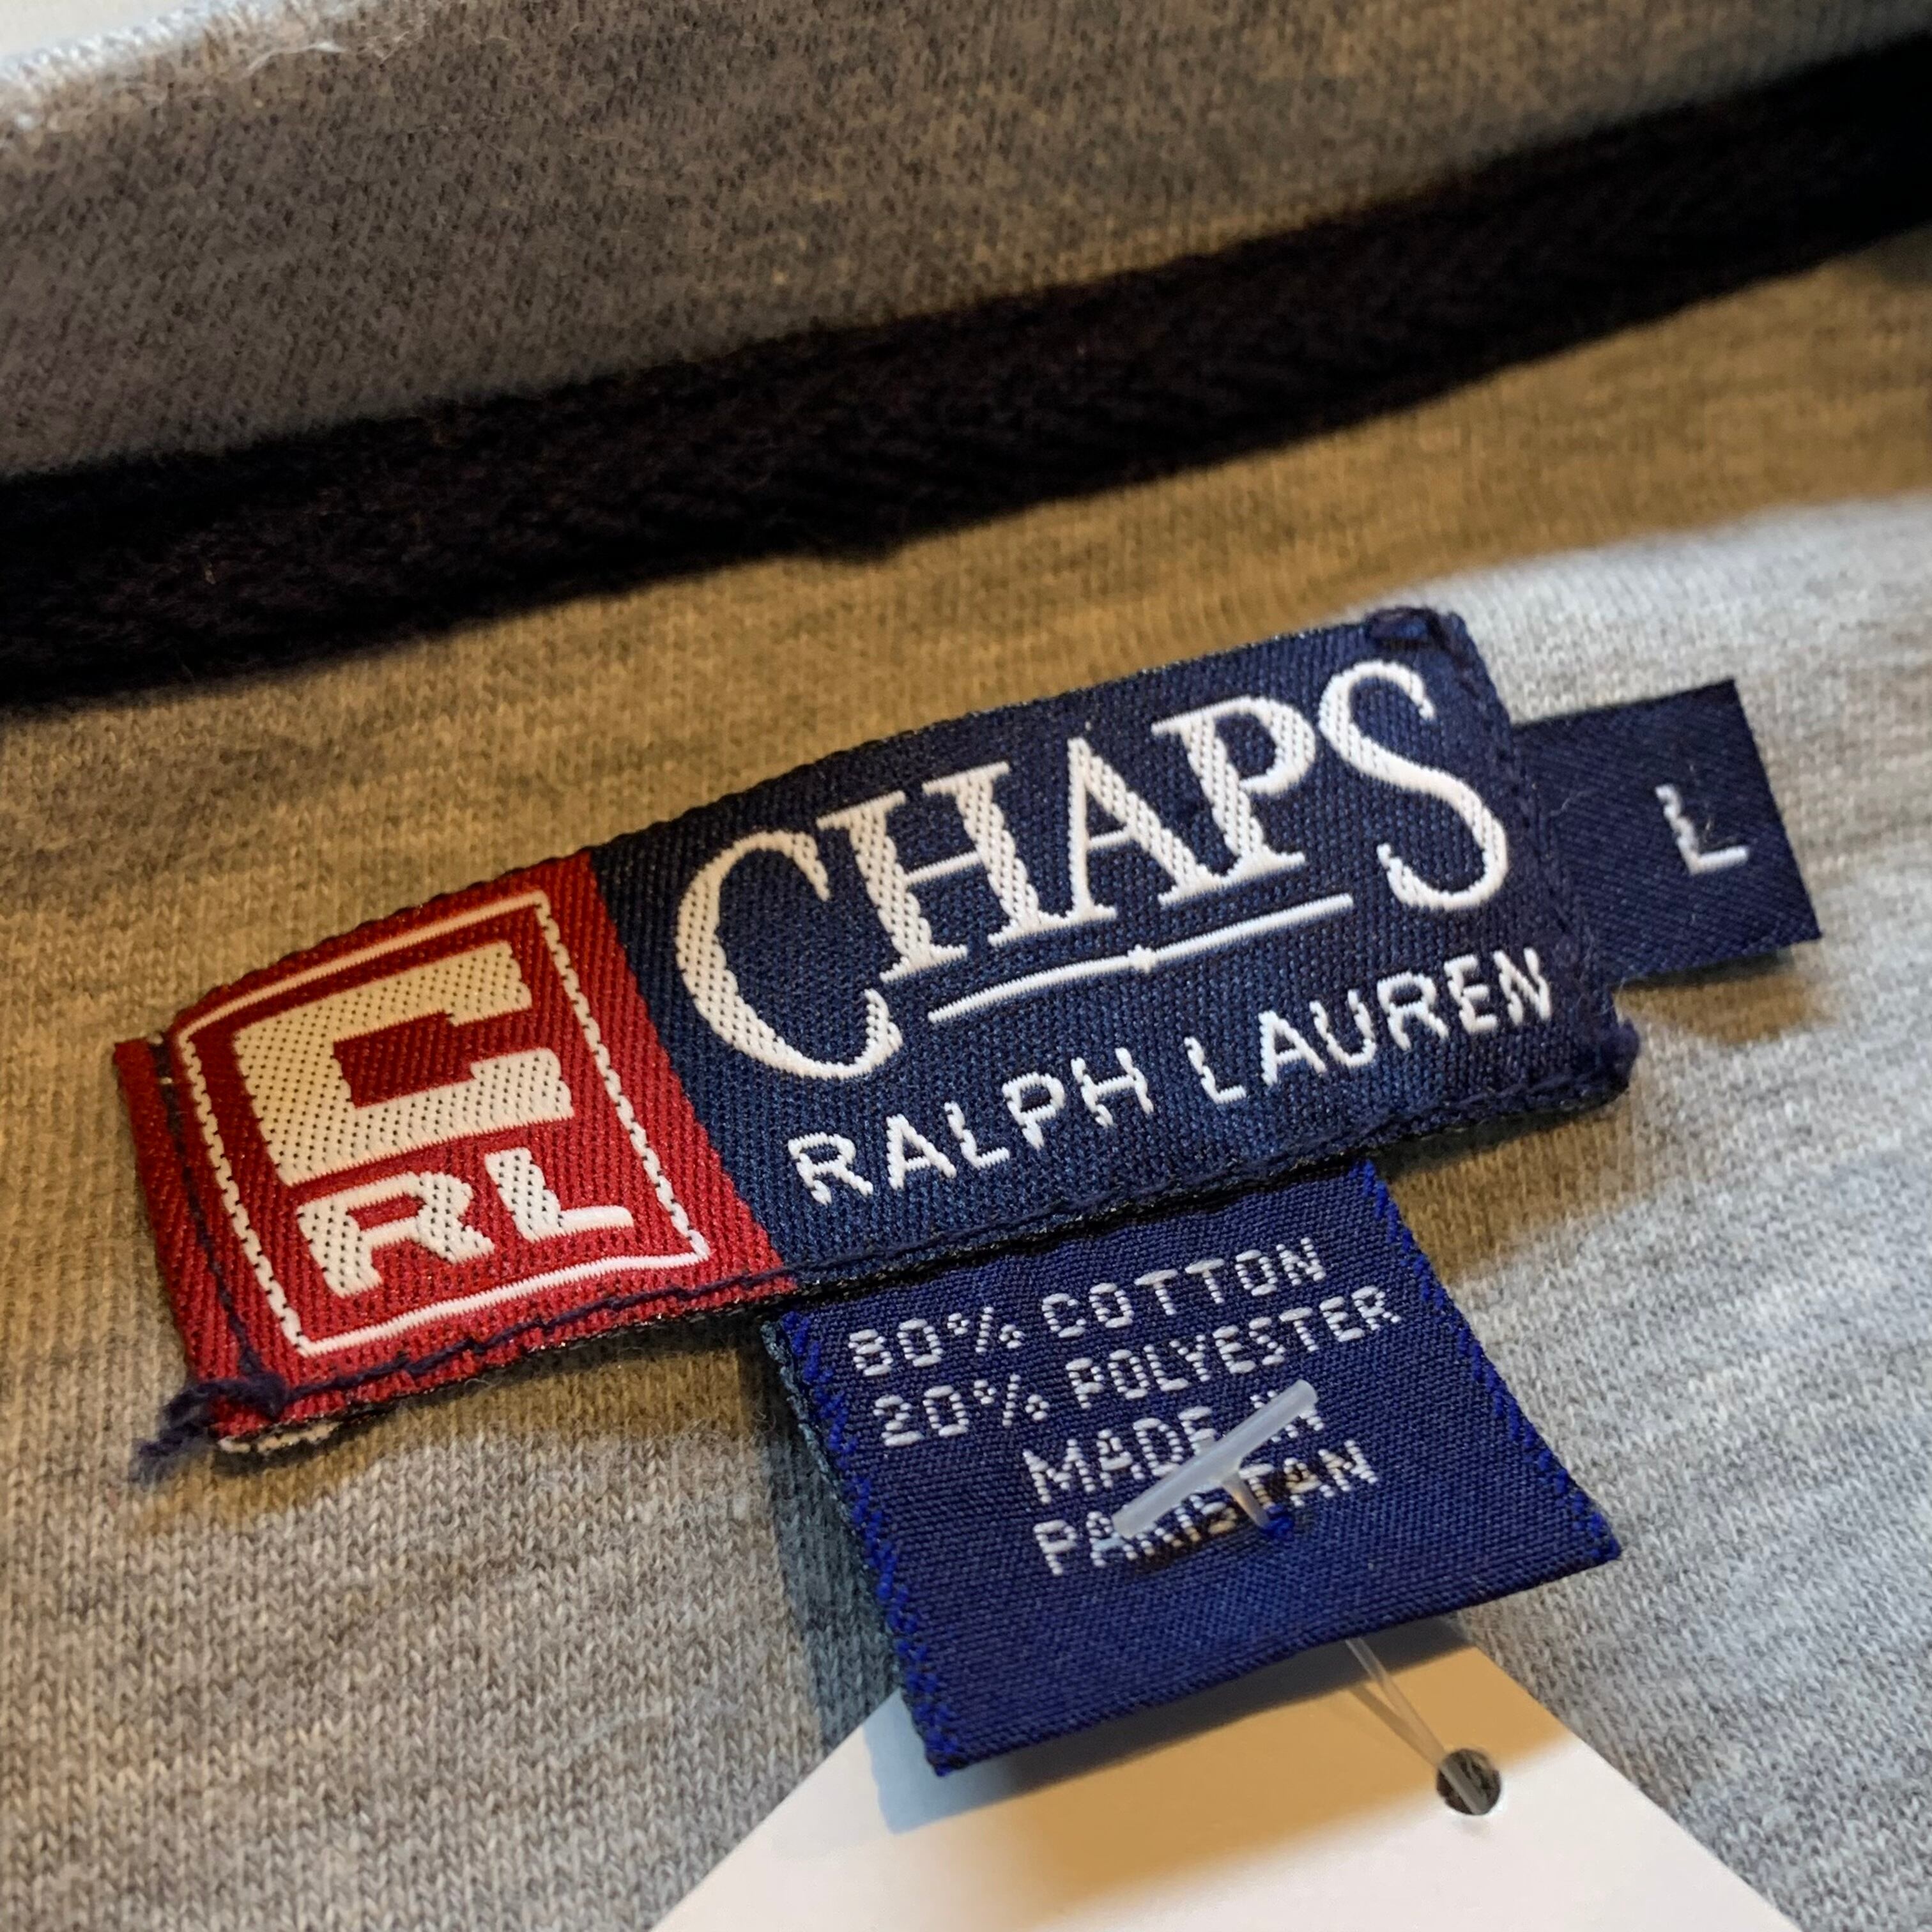 C
RL
CHAPS
RALPH LAUREN
L
80% COTTON
20% POLYESTER
MADE IN
PAKISTAN